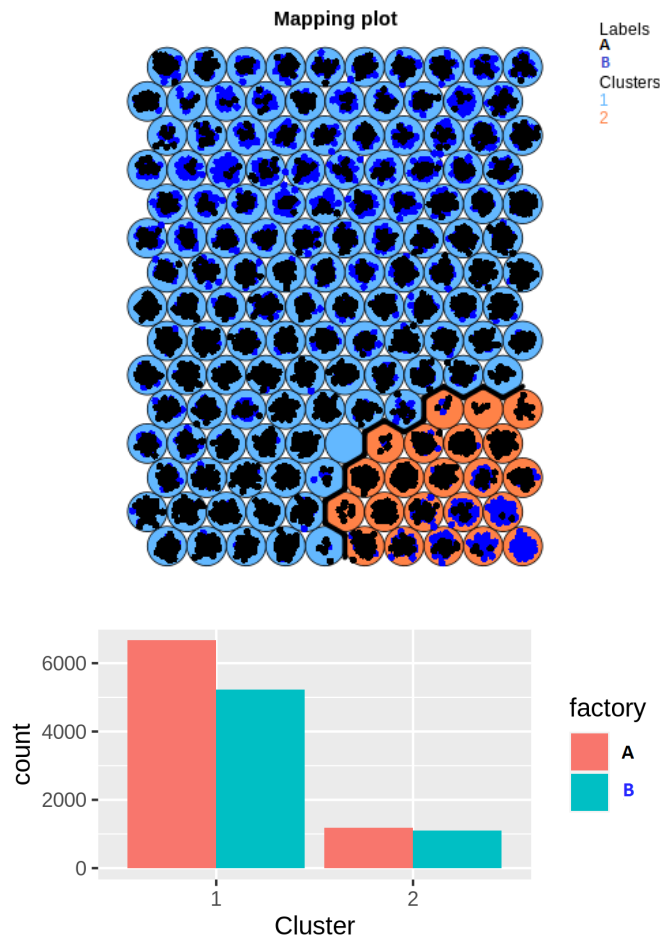 Mapping plot
Labels
A
B
Clusters
1
2
6000
4000
2000
0
count
1
2
Cluster
factory
A
B